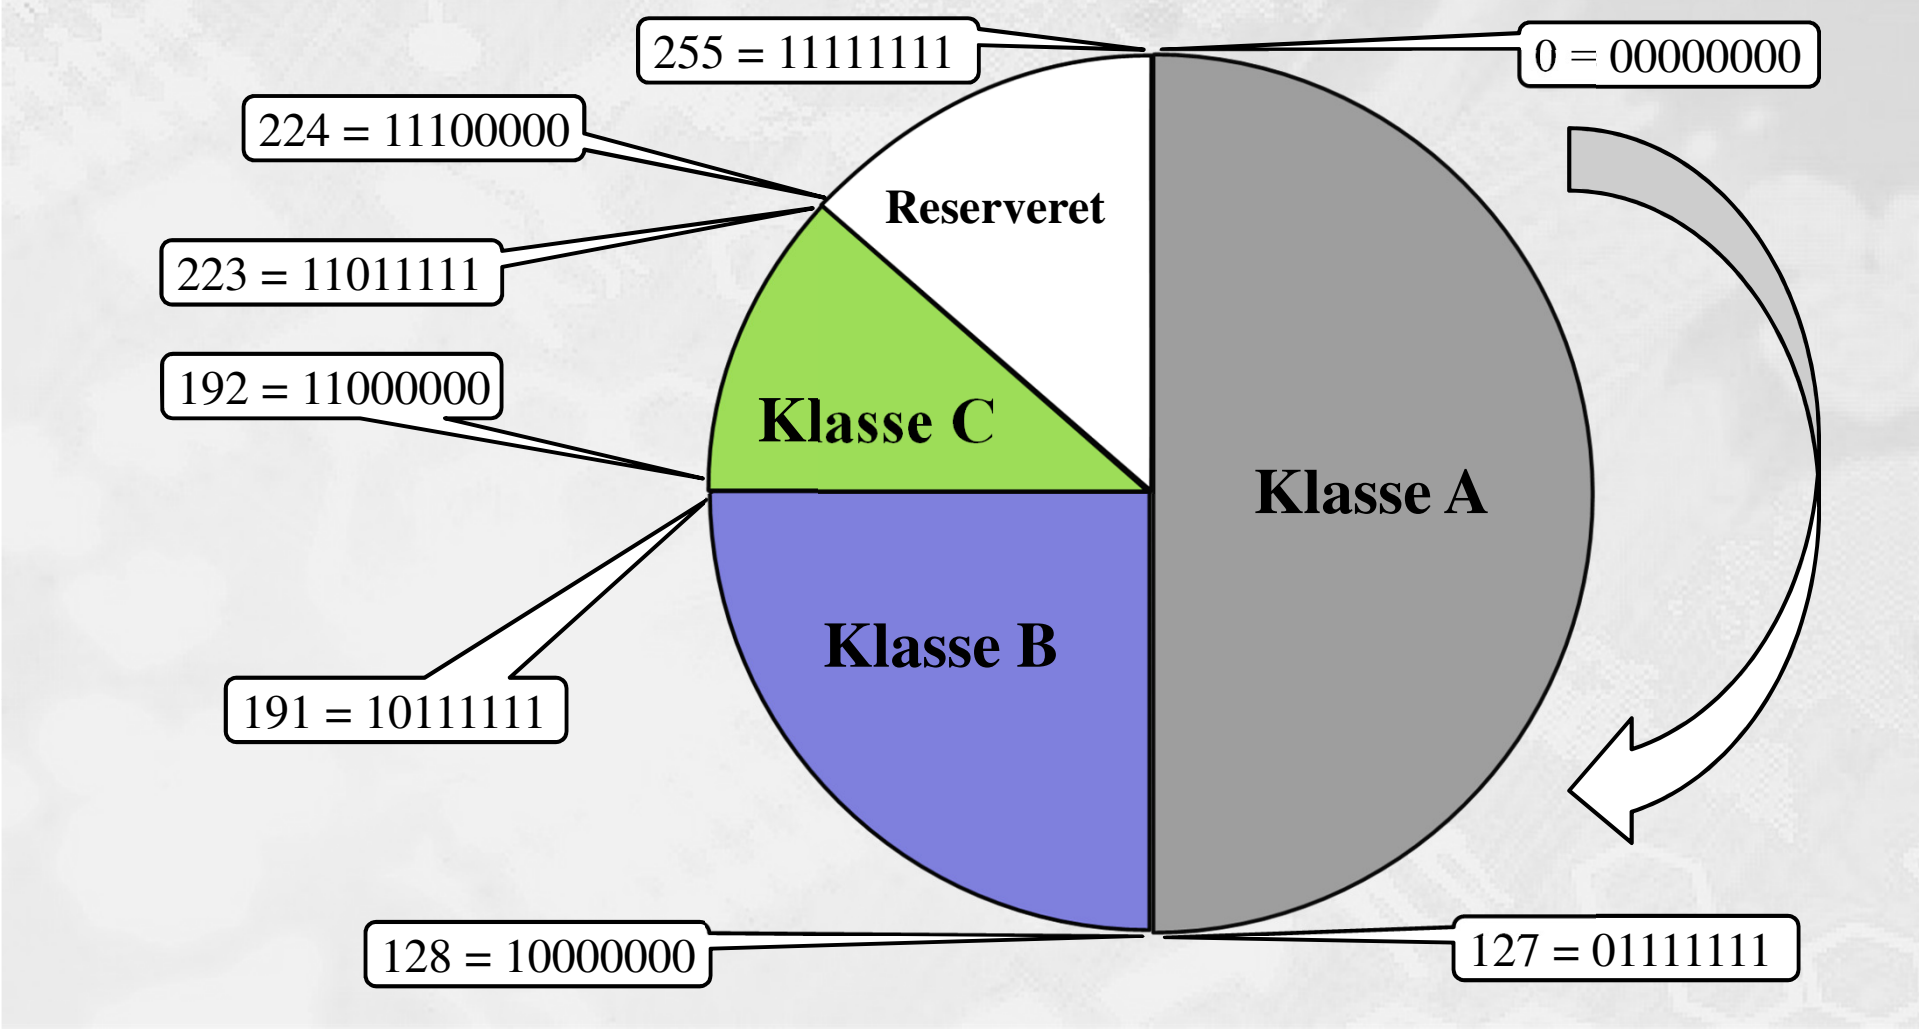 255 = 11111111
0 = 00000000
224 = 11100000
Reserveret
223 = 11011111
192 = 11000000
Klasse C
Klasse A
Klasse B
191 = 10111111
128 = 10000000
127 = 01111111